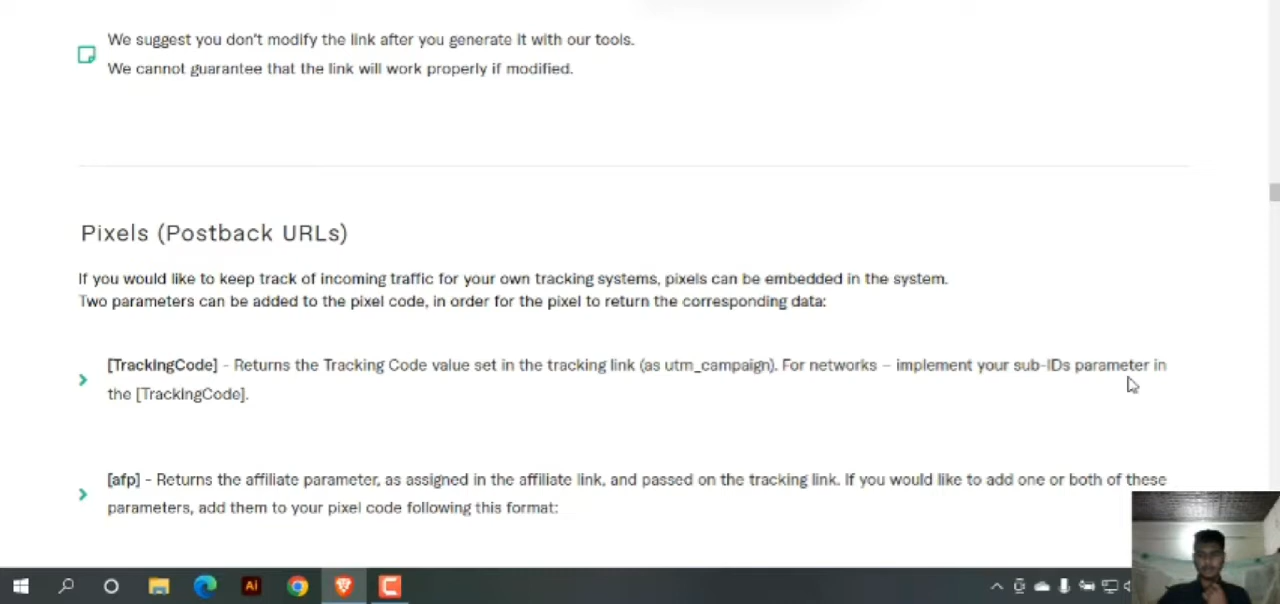 We suggest you don't modify the link after you generate it with our tools.
We cannot guarantee that the link will work properly if modified.
Pixels (Postback URLs)
If you would like to keep track of incoming traffic for your own tracking systems, pixels can be embedded in the system.
Two parameters can be added to the pixel code, in order for the pixel to return the corresponding data:
[TrackingCode] - Returns the Tracking Code value set in the tracking link (as utm_campaign). For networks – implement your sub-IDs parameter in
the [TrackingCode].
[afp] - Returns the affiliate parameter, as assigned in the affiliate link, and passed on the tracking link. If you would like to add one or both of these
parameters, add them to your pixel code following this format:
Ai